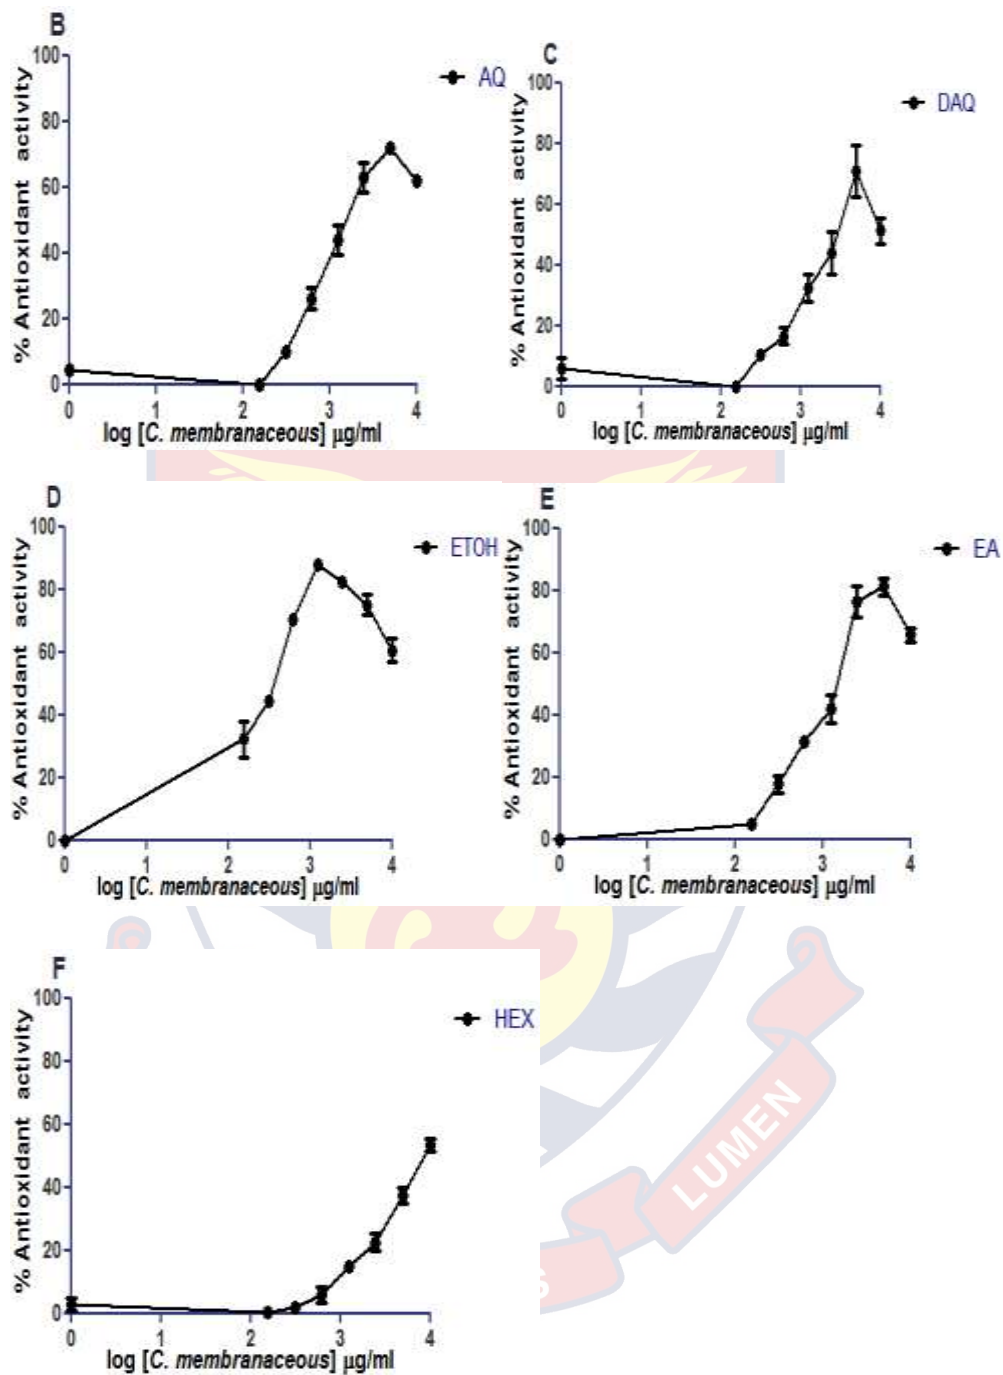 B
AQ
% Antioxidant activity
100
80
60
40
20
0
0 1 2 3 4
log [C. membranaceous] µg/ml
C
DAQ
% Antioxidant activity
100
80
60
40
20
0
0 1 2 3 4
log [C. membranaceous] µg/ml
D
ETOH
% Antioxidant activity
100
80
60
40
20
0
0 1 2 3 4
log [C. membranaceous] µg/ml
E
EA
% Antioxidant activity
100
80
60
40
20
0
0 1 2 3 4
log [C. membranaceous] µg/ml
F
HEX
% Antioxidant activity
100
80
60
40
20
0
0 1 2 3 4
log [C. membranaceous] µg/ml
LUMEN
S